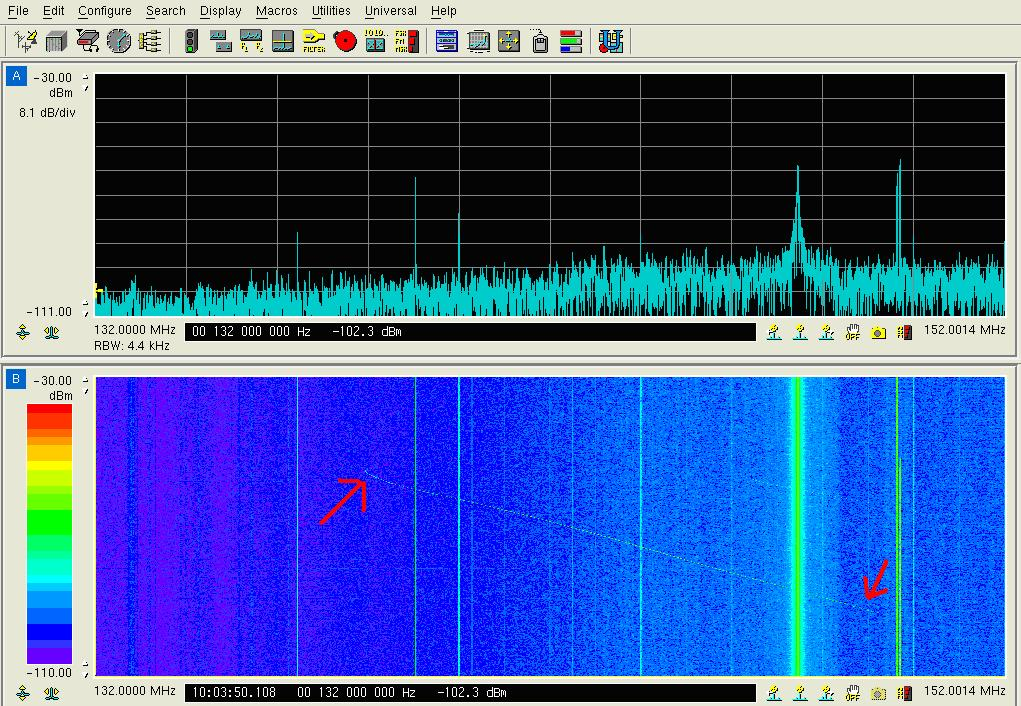 File Edit Configure Search Display Macros Utilities Universal Help
FILTER
A -30.00
dBm
8.1 dB/div
-111.00
132.0000 MHz 00 132 000 000 Hz -102.3 dBm OFF 152.0014 MHz
RBW: 4.4 kHz
B -30.00
dBm
-110.00
132.0000 MHz 10:03:50.108 00 132 000 000 Hz -102.3 dBm OFF 152.0014 MHz